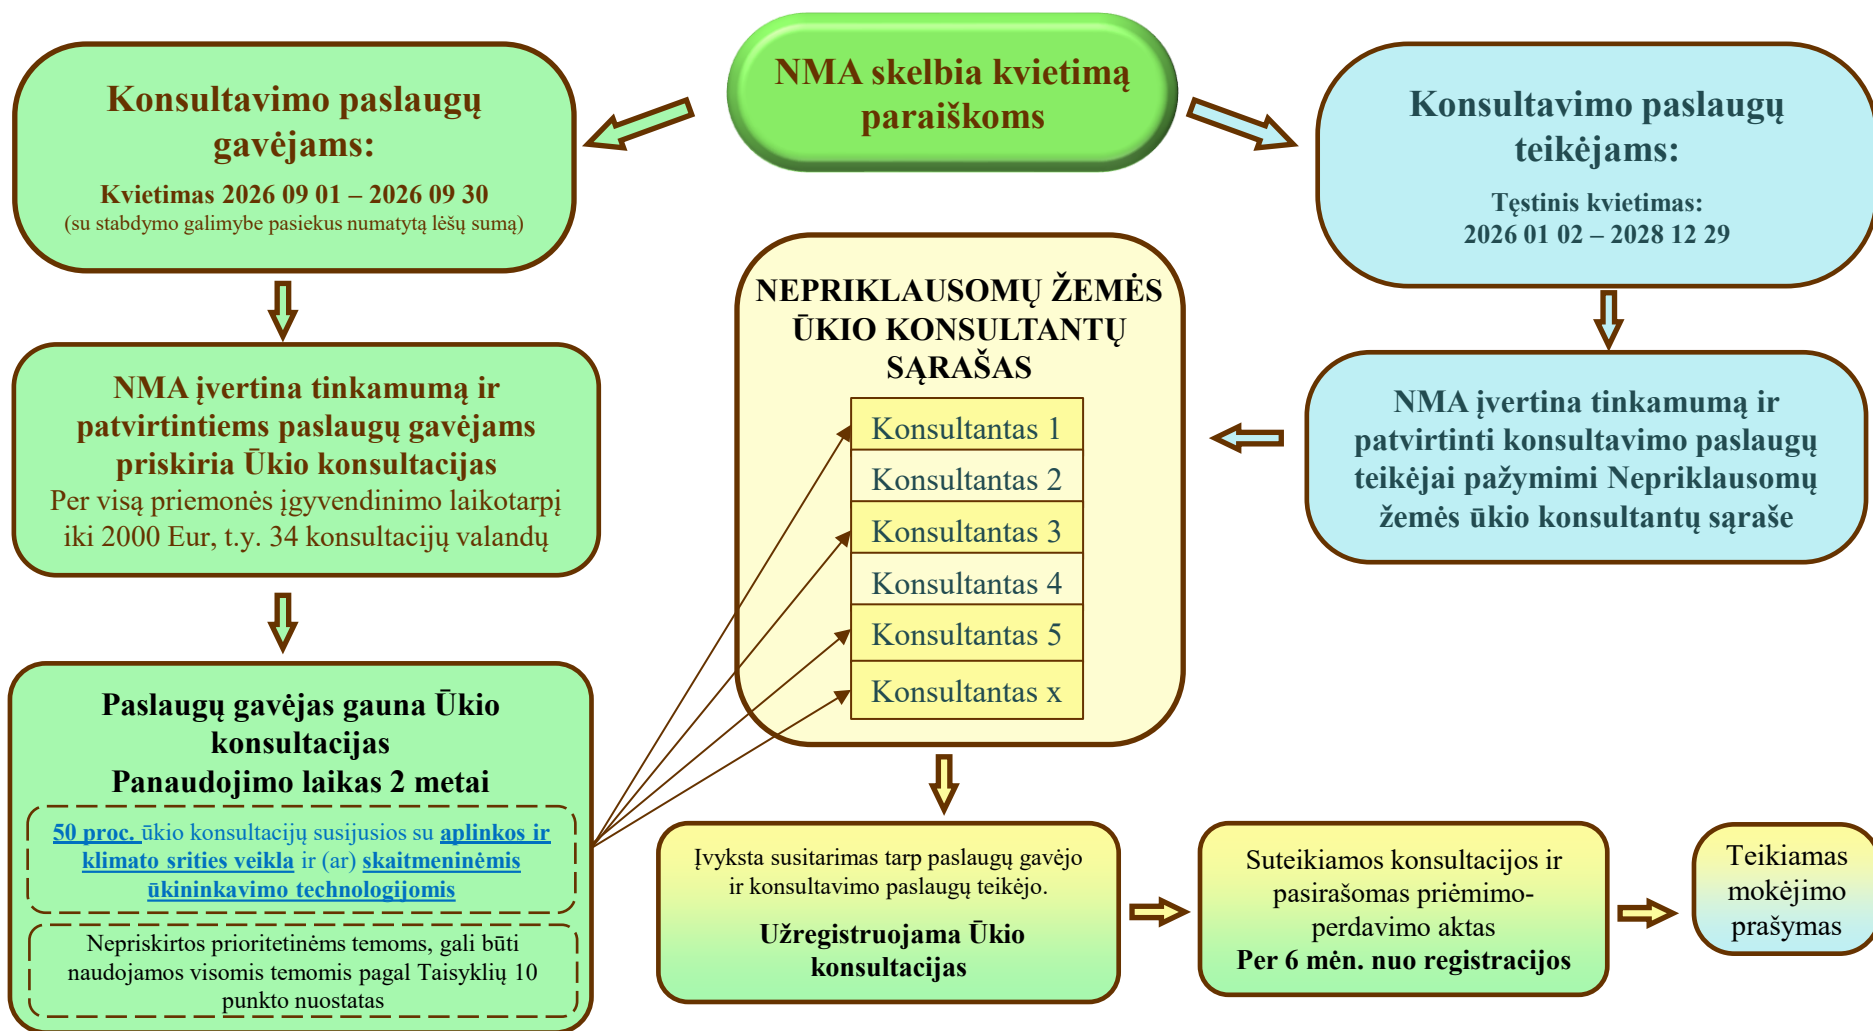 NMA skelbia kvietimą
paraiškoms
Konsultavimo paslaugų
gavėjams:
Kvietimas 2026 09 01 – 2026 09 30
(su stabdymo galimybe pasiekus numatytą lėšų sumą)
Konsultavimo paslaugų
teikėjams:
Tęstinis kvietimas:
2026 01 02 – 2028 12 29
NMA įvertina tinkamumą ir
patvirtintiems paslaugų gavėjams
priskiria Ūkio konsultacijas
Per visą priemonės įgyvendinimo laikotarpį
iki 2000 Eur, t.y. 34 konsultacijų valandų
NEPRIKLAUSOMŲ ŽEMĖS
ŪKIO KONSULTANTŲ
SĄRAŠAS
Konsultantas 1
Konsultantas 2
Konsultantas 3
Konsultantas 4
Konsultantas 5
Konsultantas x
NMA įvertina tinkamumą ir
patvirtinti konsultavimo paslaugų
teikėjai pažymimi Nepriklausomų
žemės ūkio konsultantų sąraše
Paslaugų gavėjas gauna Ūkio
konsultacijas
Panaudojimo laikas 2 metai
50 proc. ūkio konsultacijų susijusios su aplinkos ir
klimato srities veikla ir (ar) skaitmeninėmis
ūkininkavimo technologijomis
Nepriskirtos prioritetinėms temoms, gali būti
naudojamos visomis temomis pagal Taisyklių 10
punkto nuostatas
Įvyksta susitarimas tarp paslaugų gavėjo
ir konsultavimo paslaugų teikėjo.
Užregistruojama Ūkio
konsultacijas
Suteikiamos konsultacijos ir
pasirašomas priėmimo-
perdavimo aktas
Per 6 mėn. nuo registracijos
Teikiamas
mokėjimo
prašymas